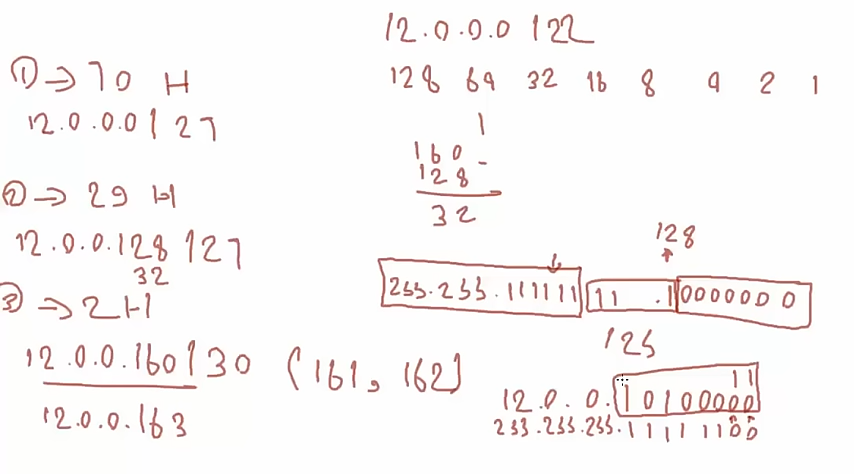 12.0.0.0/22
128 64 32 16 8 4 2 1
1
① → 70 H
12.0.0.0/27
160 -
128
32
② → 29 H
12.0.0.128/27
32
128
③ → 2H
255.255.111111 11 .1 0000000
12.0.0.160/30 (161, 162)
125
12.0.0.163
11
12.0.0.10100000
255.255.255.11111100